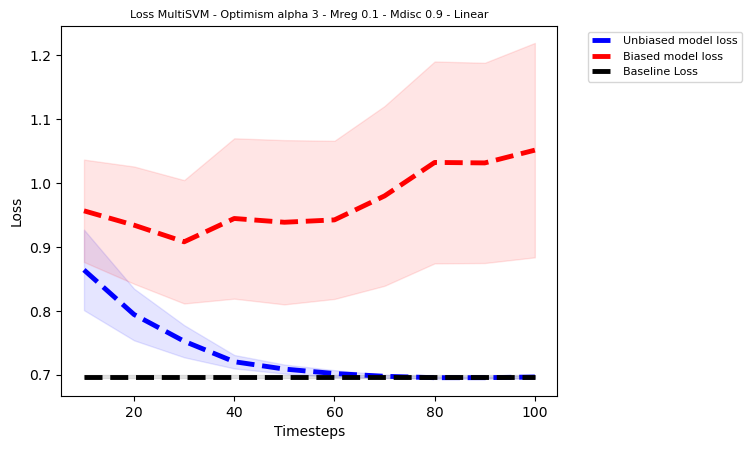 Loss MultiSVM - Optimism alpha 3 - Mreg 0.1 - Mdisc 0.9 - Linear
Unbiased model loss
Biased model loss
Baseline Loss
1.2
1.1
1.0
0.9
0.8
0.7
Loss
20 40 60 80 100
Timesteps